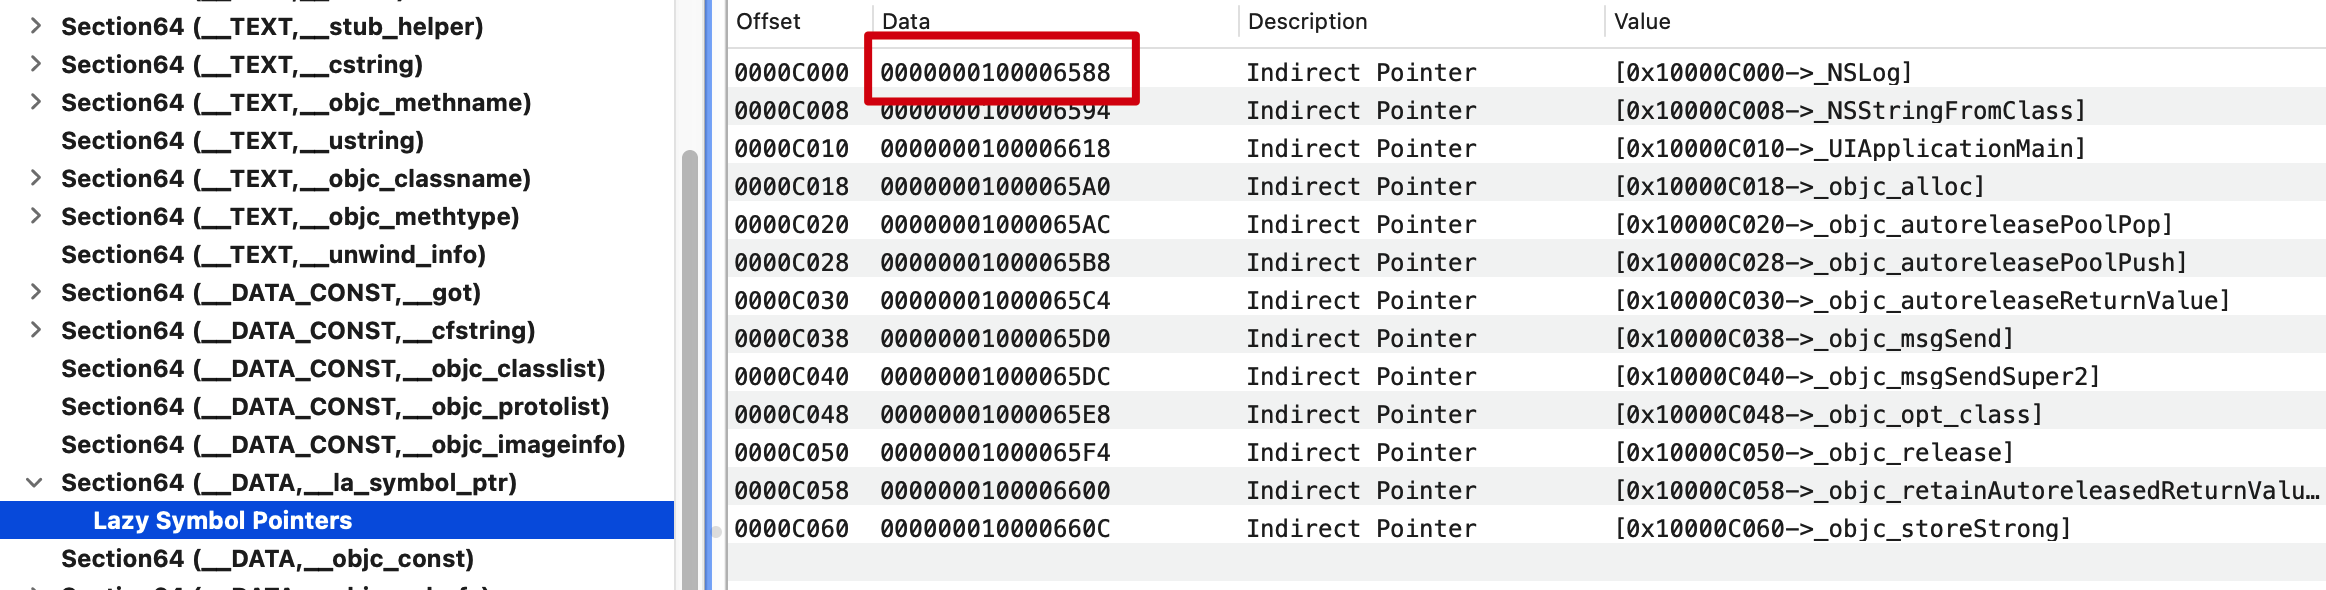 Section64 (__TEXT,__stub_helper)
Section64 (__TEXT,__cstring)
Section64 (__TEXT,__objc_methname)
Section64 (__TEXT,__ustring)
Section64 (__TEXT,__objc_classname)
Section64 (__TEXT,__objc_methtype)
Section64 (__TEXT,__unwind_info)
Section64 (__DATA_CONST,__got)
Section64 (__DATA_CONST,__cfstring)
Section64 (__DATA_CONST,__objc_classlist)
Section64 (__DATA_CONST,__objc_protolist)
Section64 (__DATA_CONST,__objc_imageinfo)
Section64 (__DATA,__la_symbol_ptr)
Lazy Symbol Pointers
Section64 (__DATA,__objc_const)
Offset Data Description Value
0000C000 0000000100006588 Indirect Pointer [0x10000C000->_NSLog]
0000C008 0000000100006594 Indirect Pointer [0x10000C008->_NSStringFromClass]
0000C010 0000000100006618 Indirect Pointer [0x10000C010->_UIApplicationMain]
0000C018 00000001000065A0 Indirect Pointer [0x10000C018->_objc_alloc]
0000C020 00000001000065AC Indirect Pointer [0x10000C020->_objc_autoreleasePoolPop]
0000C028 00000001000065B8 Indirect Pointer [0x10000C028->_objc_autoreleasePoolPush]
0000C030 00000001000065C4 Indirect Pointer [0x10000C030->_objc_autoreleaseReturnValue]
0000C038 00000001000065D0 Indirect Pointer [0x10000C038->_objc_msgSend]
0000C040 00000001000065DC Indirect Pointer [0x10000C040->_objc_msgSendSuper2]
0000C048 00000001000065E8 Indirect Pointer [0x10000C048->_objc_opt_class]
0000C050 00000001000065F4 Indirect Pointer [0x10000C050->_objc_release]
0000C058 0000000100006600 Indirect Pointer [0x10000C058->_objc_retainAutoreleasedReturnValu…
0000C060 000000010000660C Indirect Pointer [0x10000C060->_objc_storeStrong]